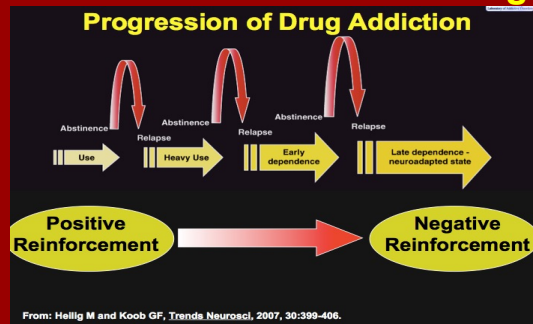 Progression of Drug Addiction
Abstinence
Abstinence
Abstinence
Relapse
Relapse
Relapse
Use
Heavy Use
Early
dependence
Late dependence -
neuroadapted state
Positive
Reinforcement
Negative
Reinforcement
From: Heilig M and Koob GF, Trends Neurosci, 2007, 30:399-406.